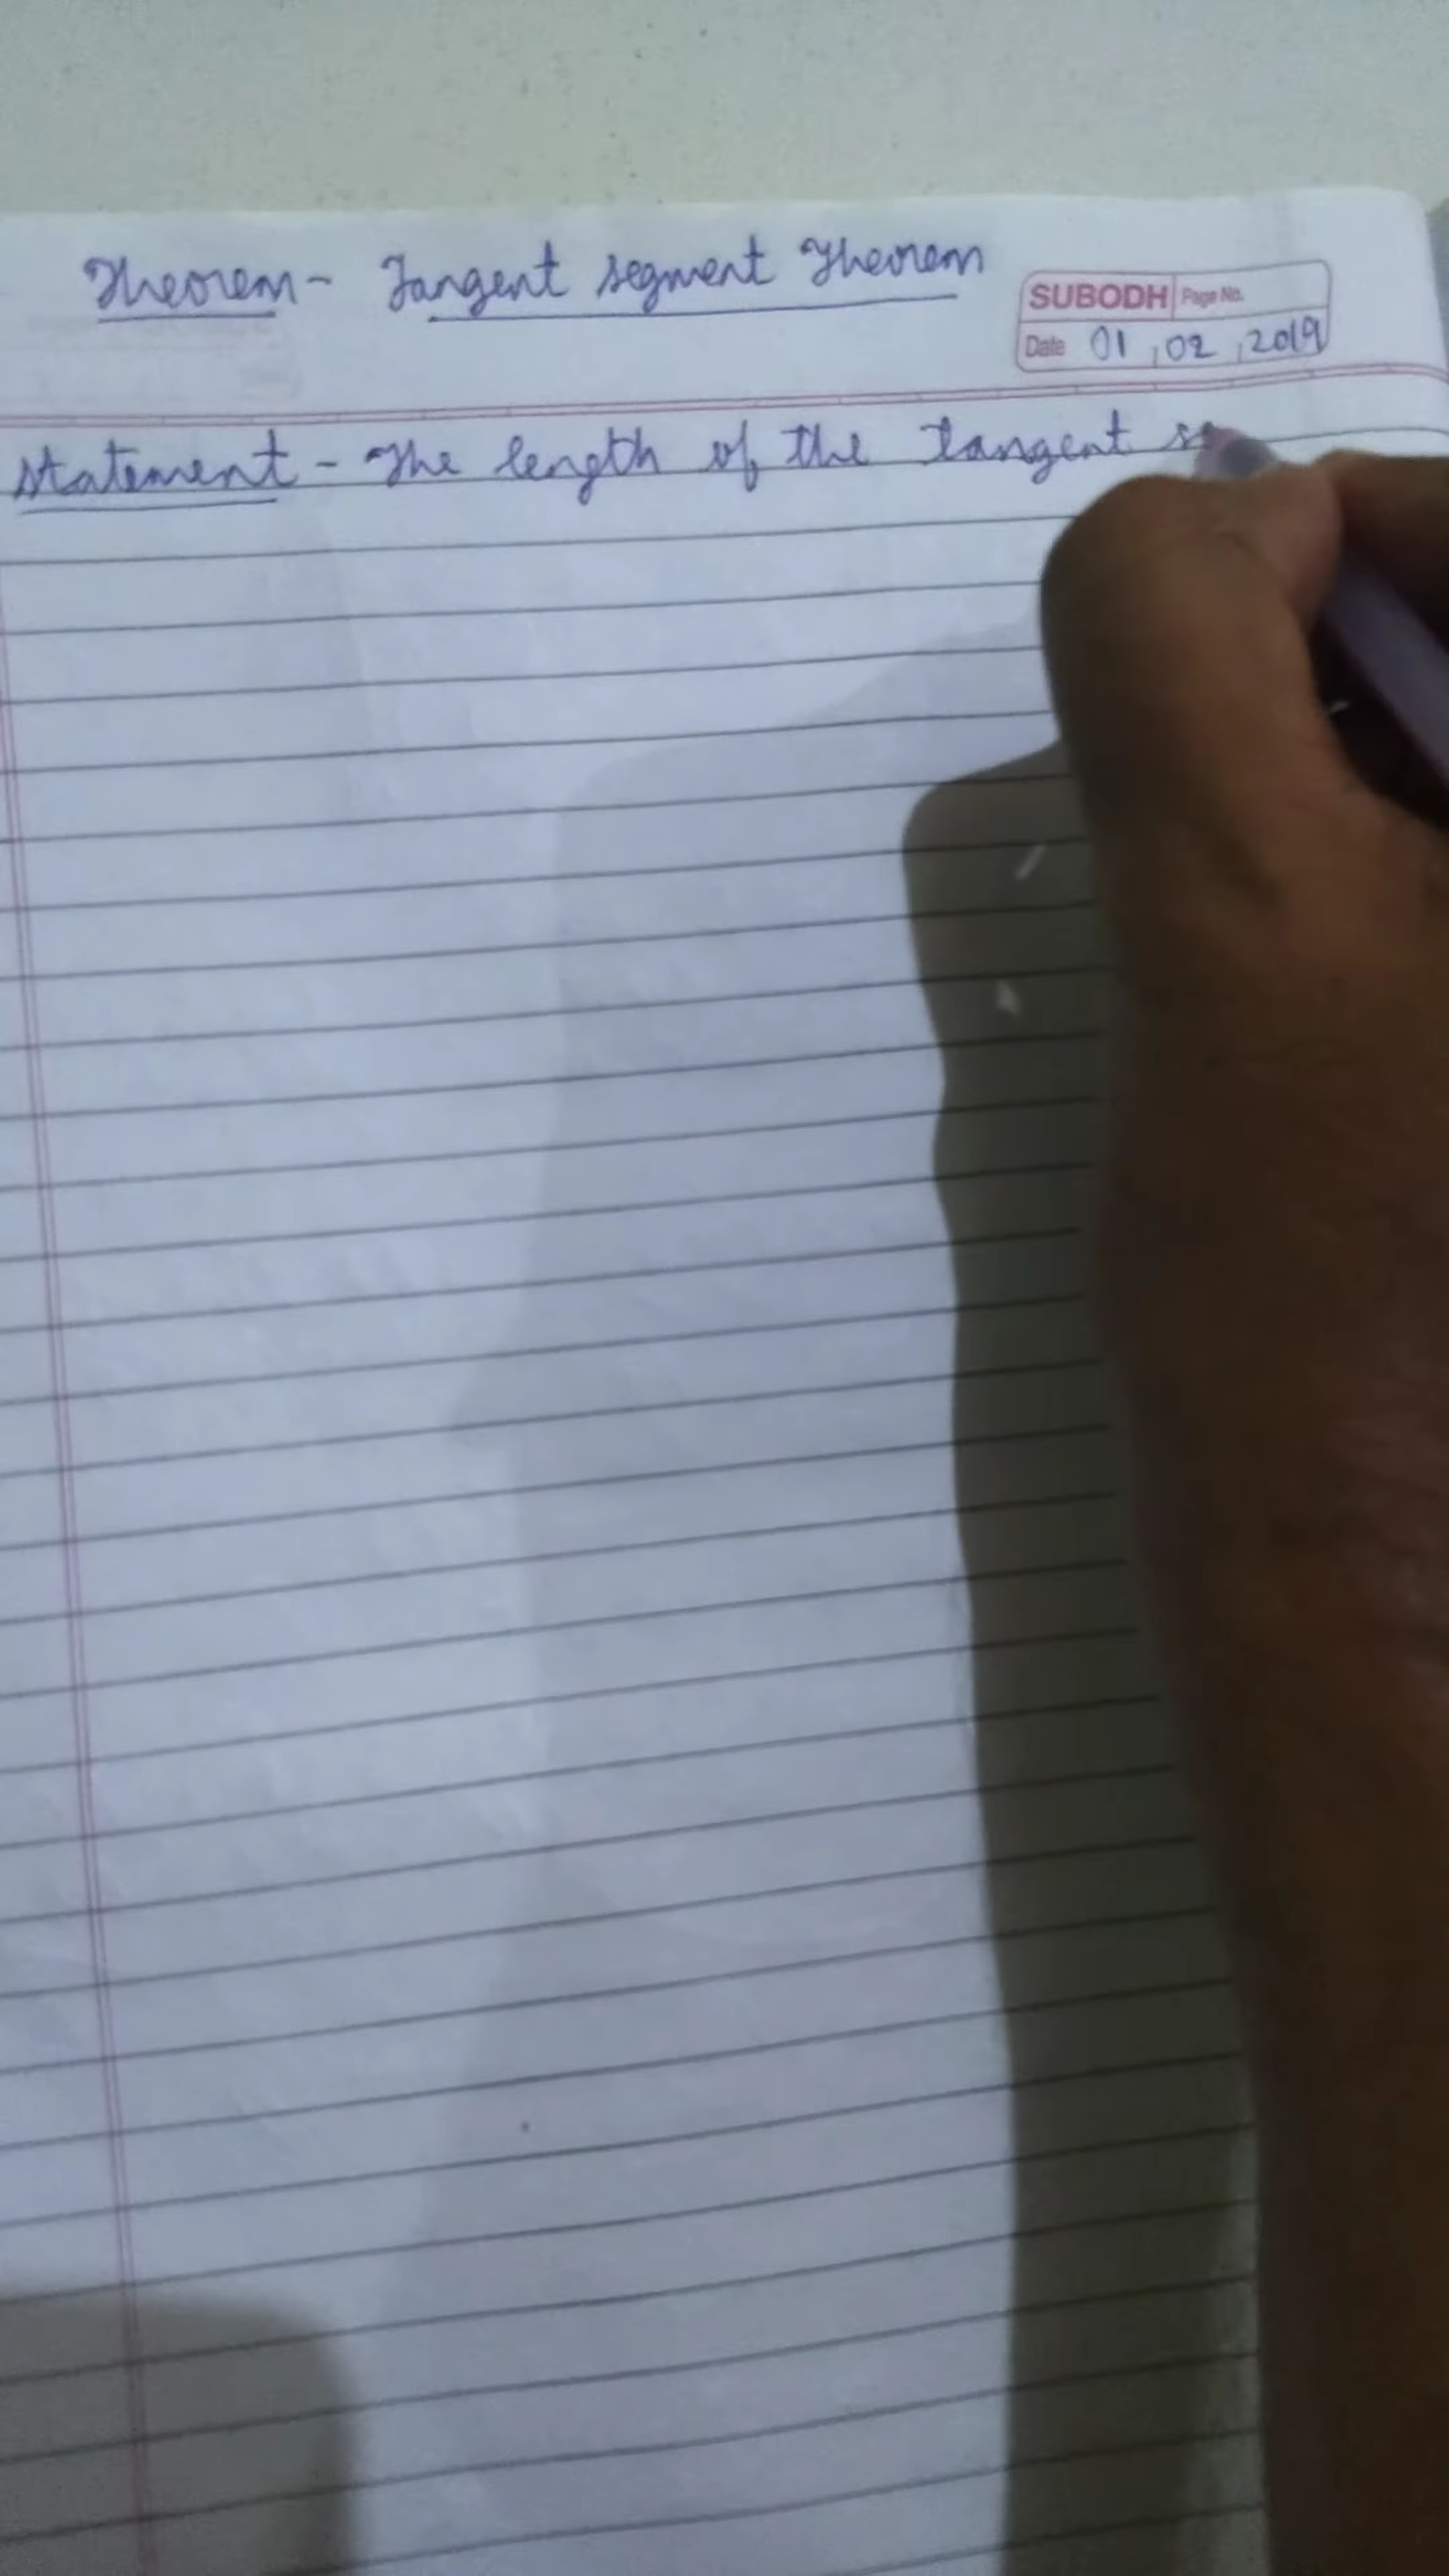 Theorem - Tangent segment Theorem
SUBODH Page No.
Date 01 , 02 , 2019
Statement - The length of the tangent